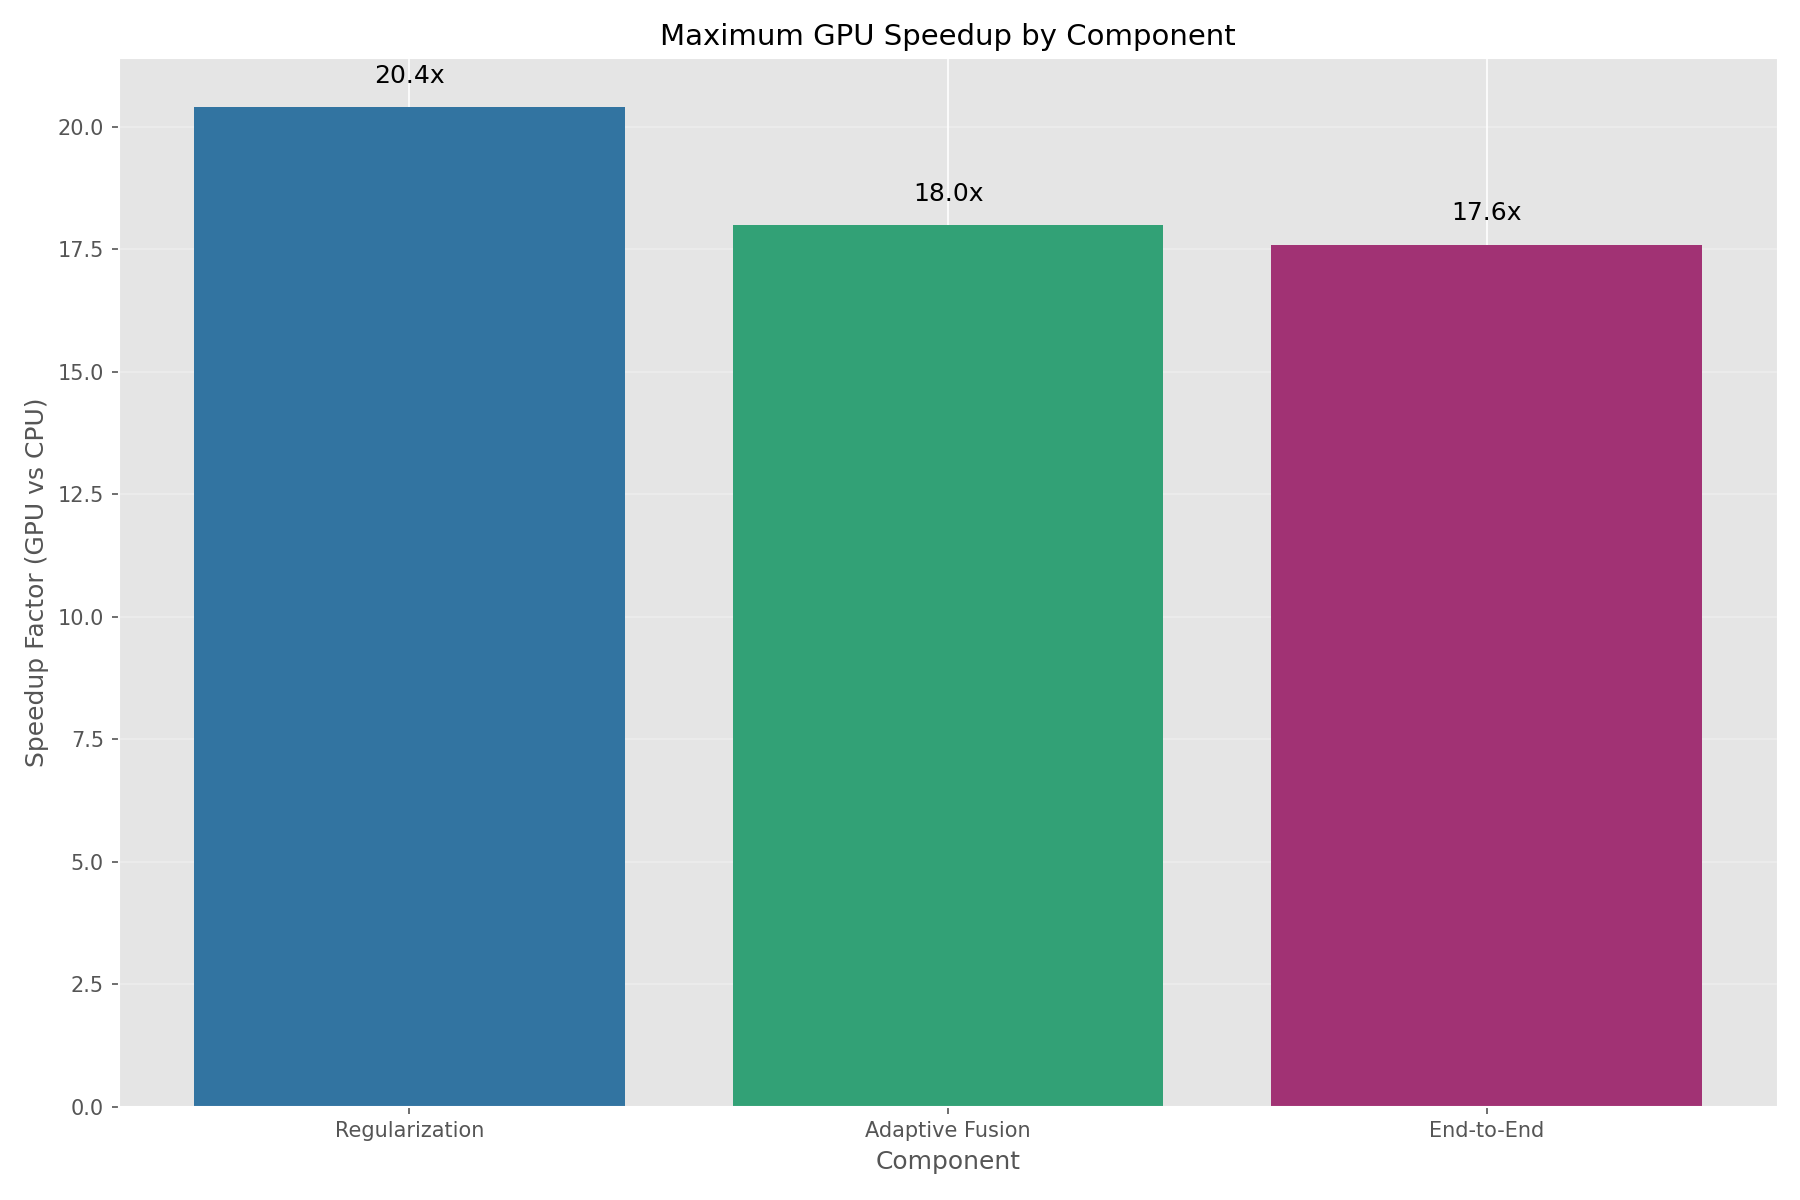 Maximum GPU Speedup by Component
20.4x
18.0x
17.6x
20.0
17.5
15.0
12.5
10.0
7.5
5.0
2.5
0.0
Speedup Factor (GPU vs CPU)
Regularization
Adaptive Fusion
End-to-End
Component